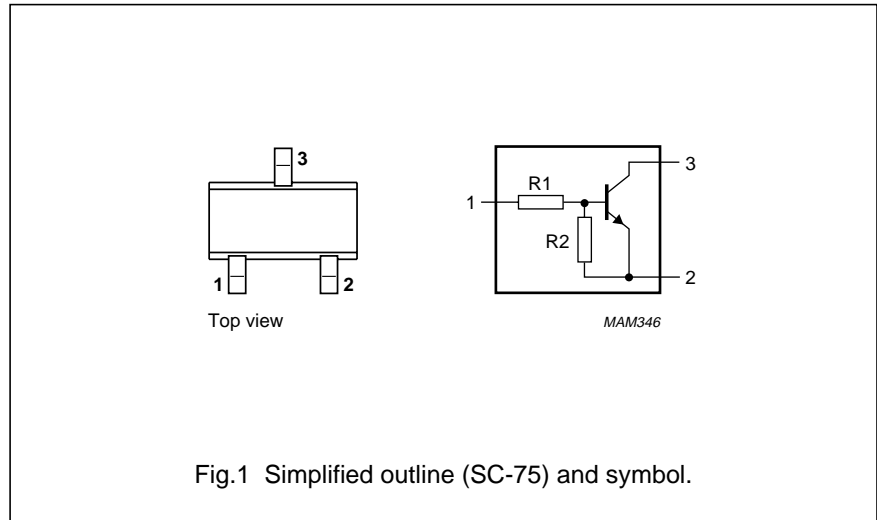 3
1 2
Top view
1
R1
R2
3
2
MAM346
Fig.1 Simplified outline (SC-75) and symbol.